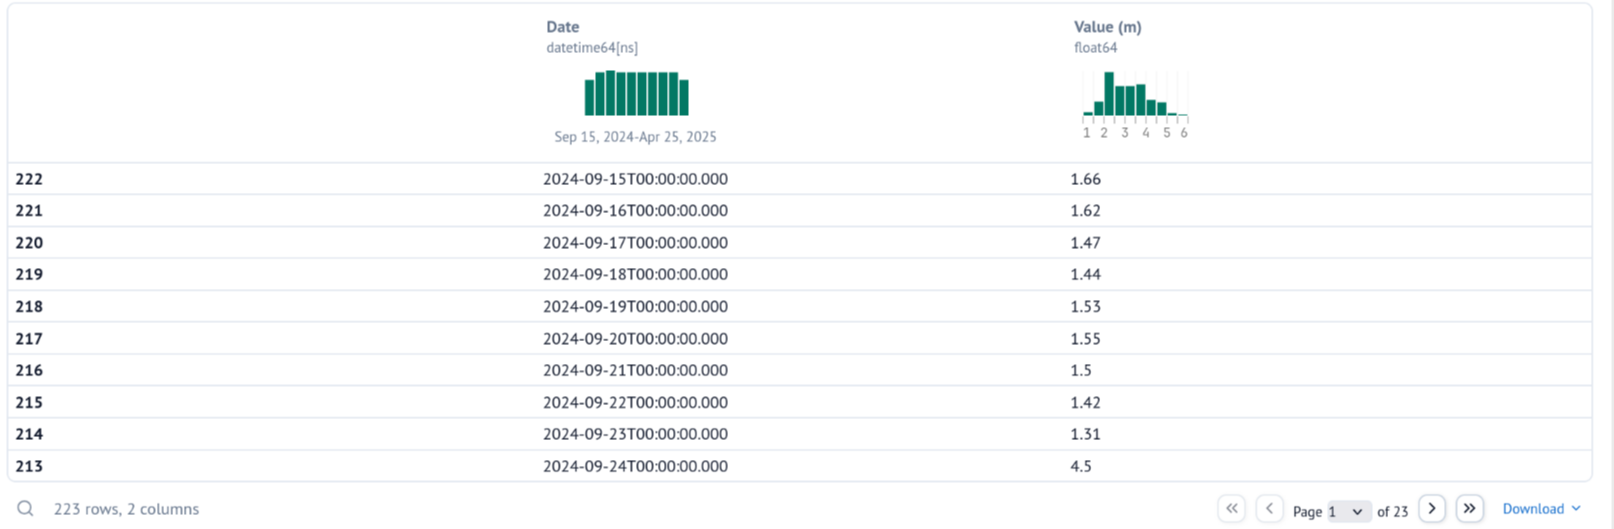 Date Value (m)
datetime64[ns] float64
Sep 15, 2024-Apr 25, 2025 1 2 3 4 5 6
222 2024-09-15T00:00:00.000 1.66
221 2024-09-16T00:00:00.000 1.62
220 2024-09-17T00:00:00.000 1.47
219 2024-09-18T00:00:00.000 1.44
218 2024-09-19T00:00:00.000 1.53
217 2024-09-20T00:00:00.000 1.55
216 2024-09-21T00:00:00.000 1.5
215 2024-09-22T00:00:00.000 1.42
214 2024-09-23T00:00:00.000 1.31
213 2024-09-24T00:00:00.000 4.5
223 rows, 2 columns Page 1 of 23 Download